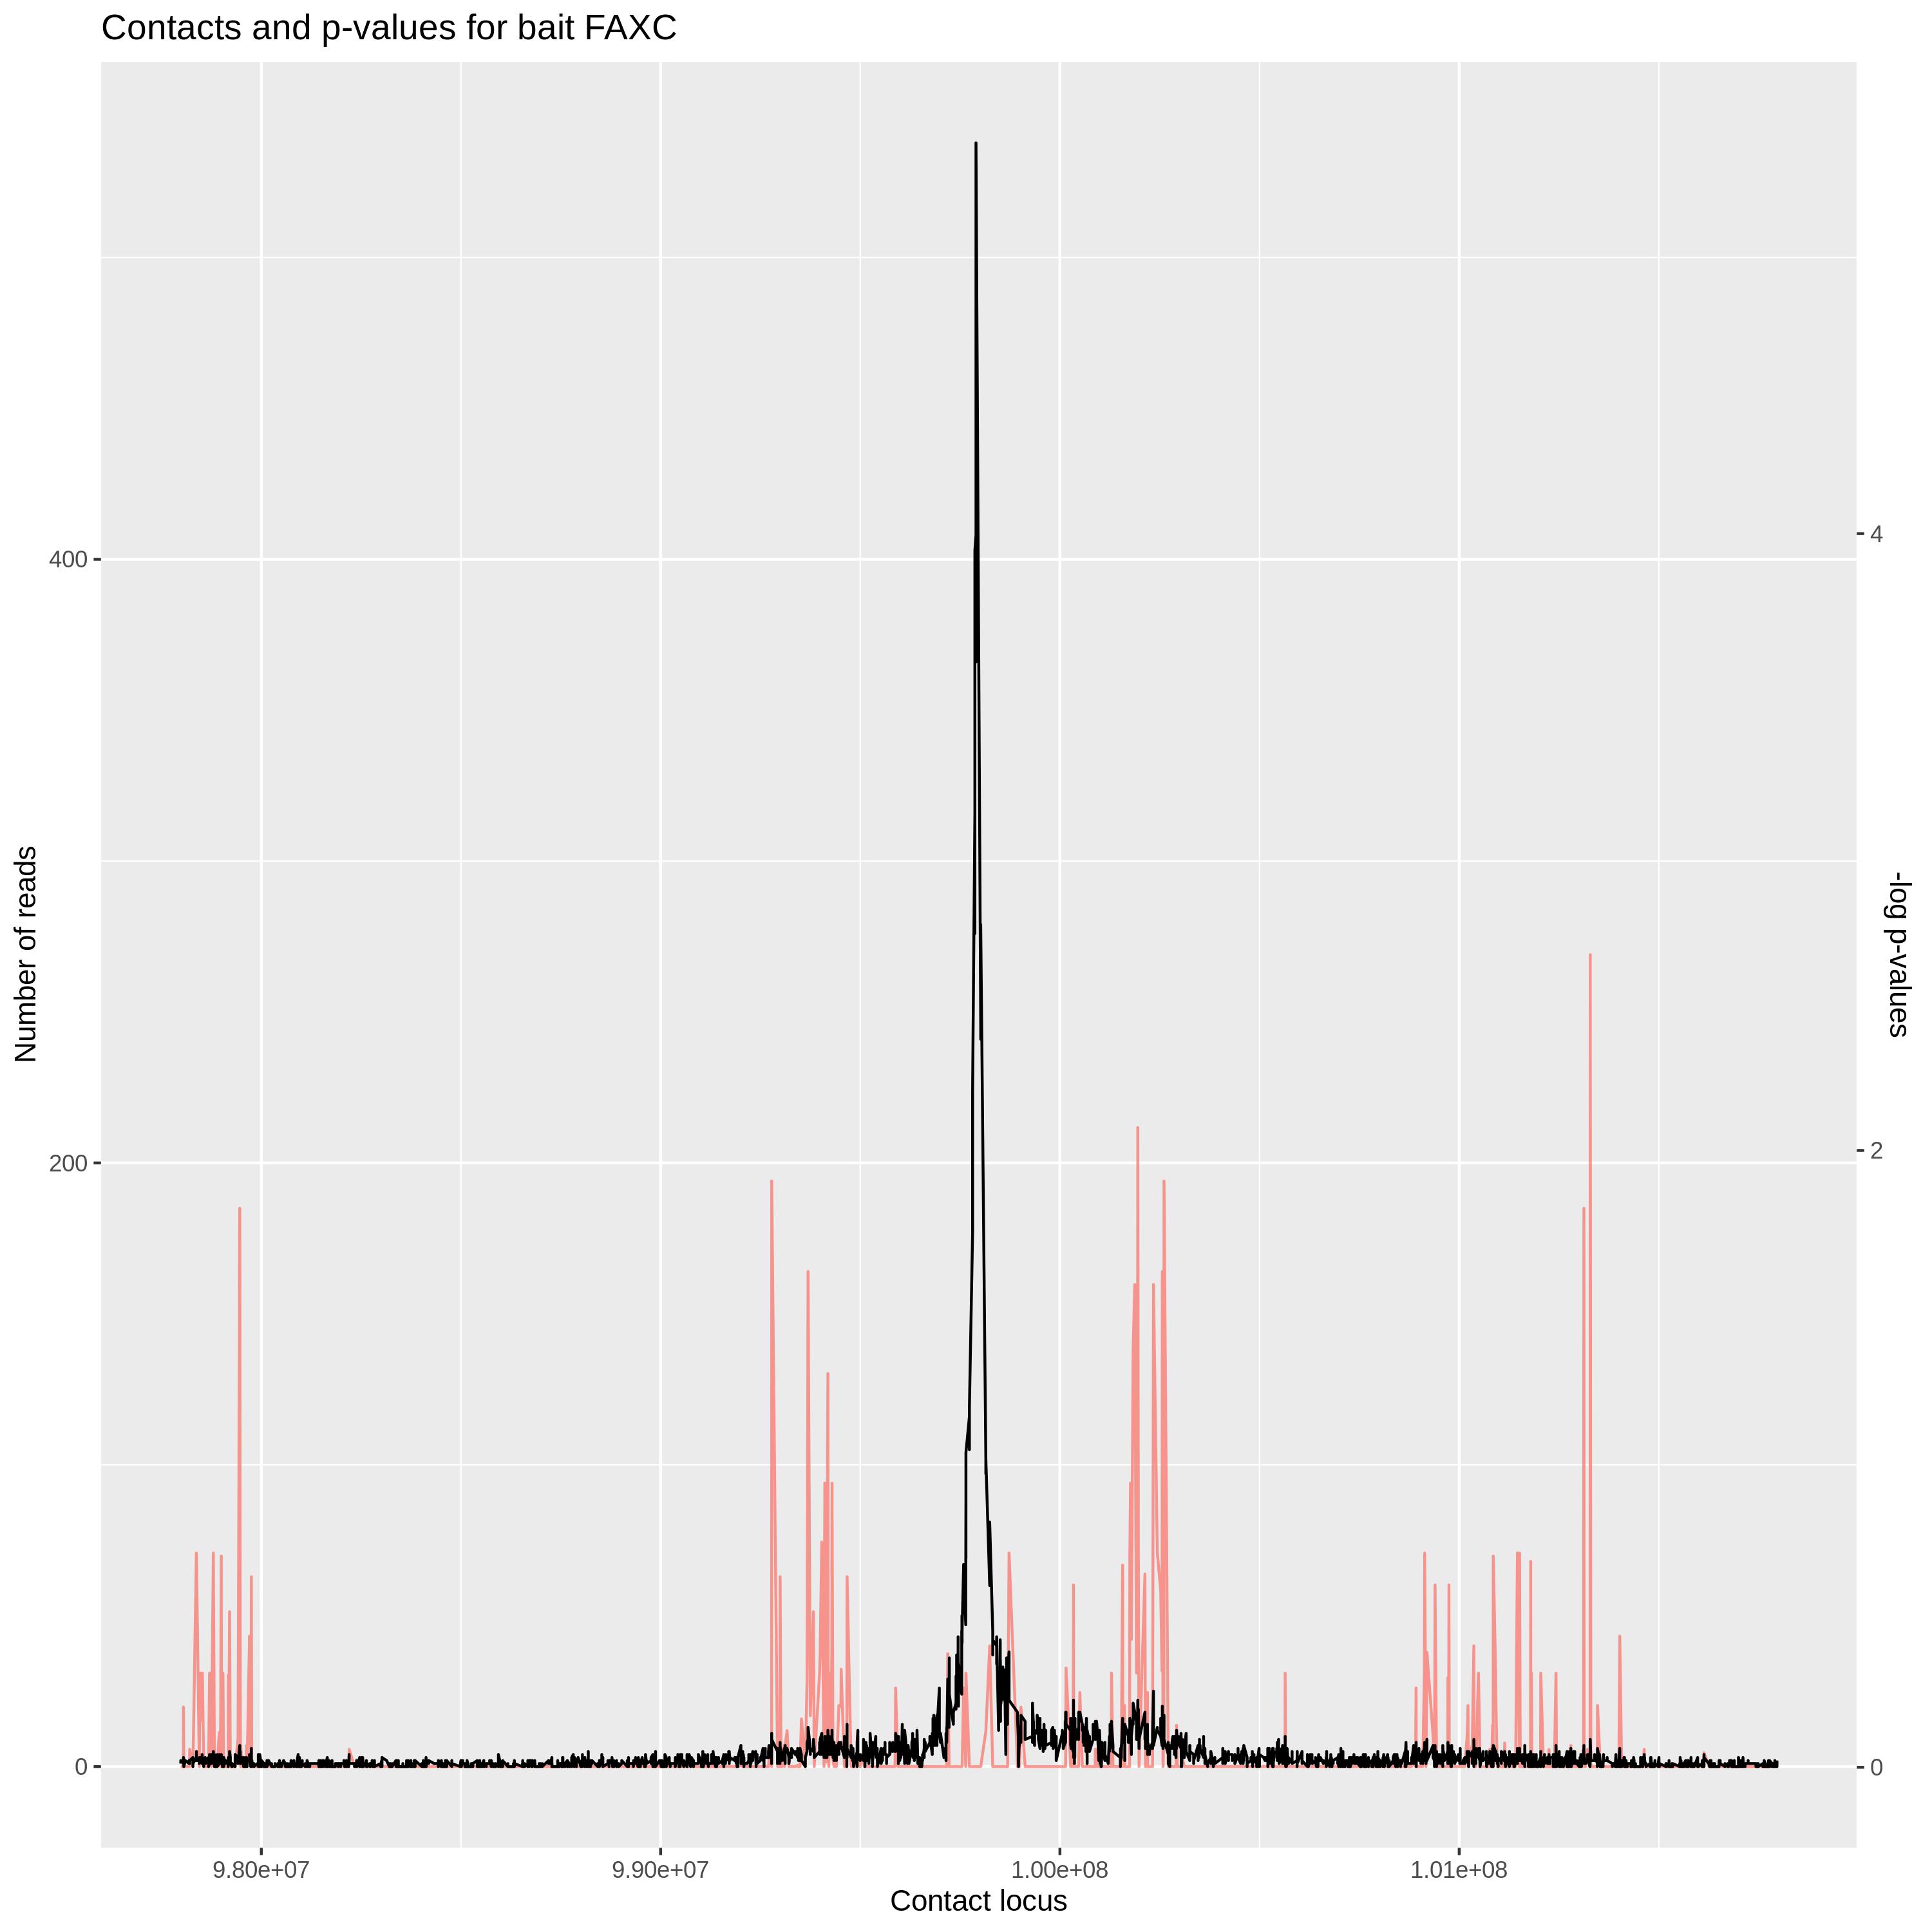 Contacts and p-values for bait FAXC
Number of reads
400
200
0
4
2
0
-log p-values
9.80e+07
9.90e+07
1.00e+08
1.01e+08
Contact locus